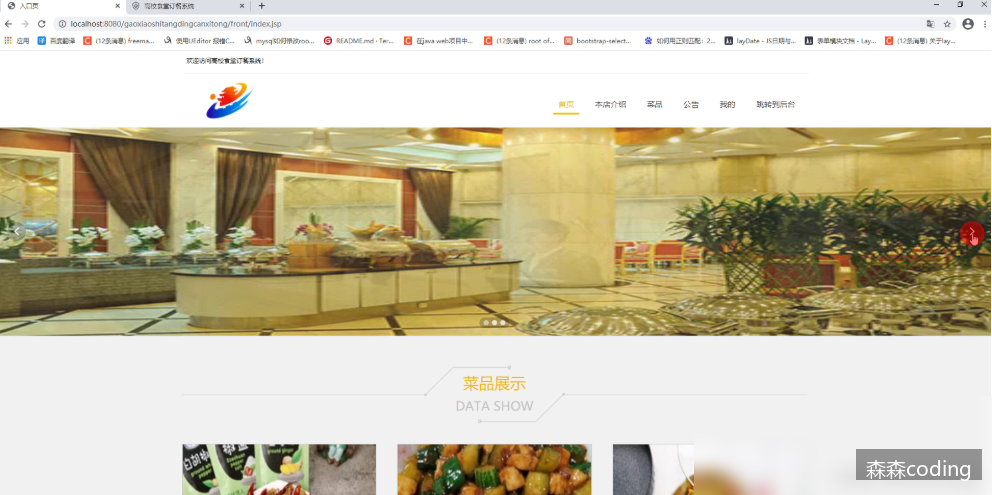 入口页
高校食堂订餐系统
localhost:8080/gaoxiaoshitangdingcanxitong/front/index.jsp
应用
百度翻译
(12条消息) freema...
使用UEditor 报错C...
mysql如何修改roo...
README.md · Ter...
在java web项目中...
(12条消息) root of...
bootstrap-select...
如何用正则匹配：2...
layDate - JS日期与...
表单模块文档 - Lay...
(12条消息) 关于lay...
欢迎访问高校食堂订餐系统！
首页
本店介绍
菜品
公告
我的
跳转到后台
菜品展示
DATA SHOW
森森coding